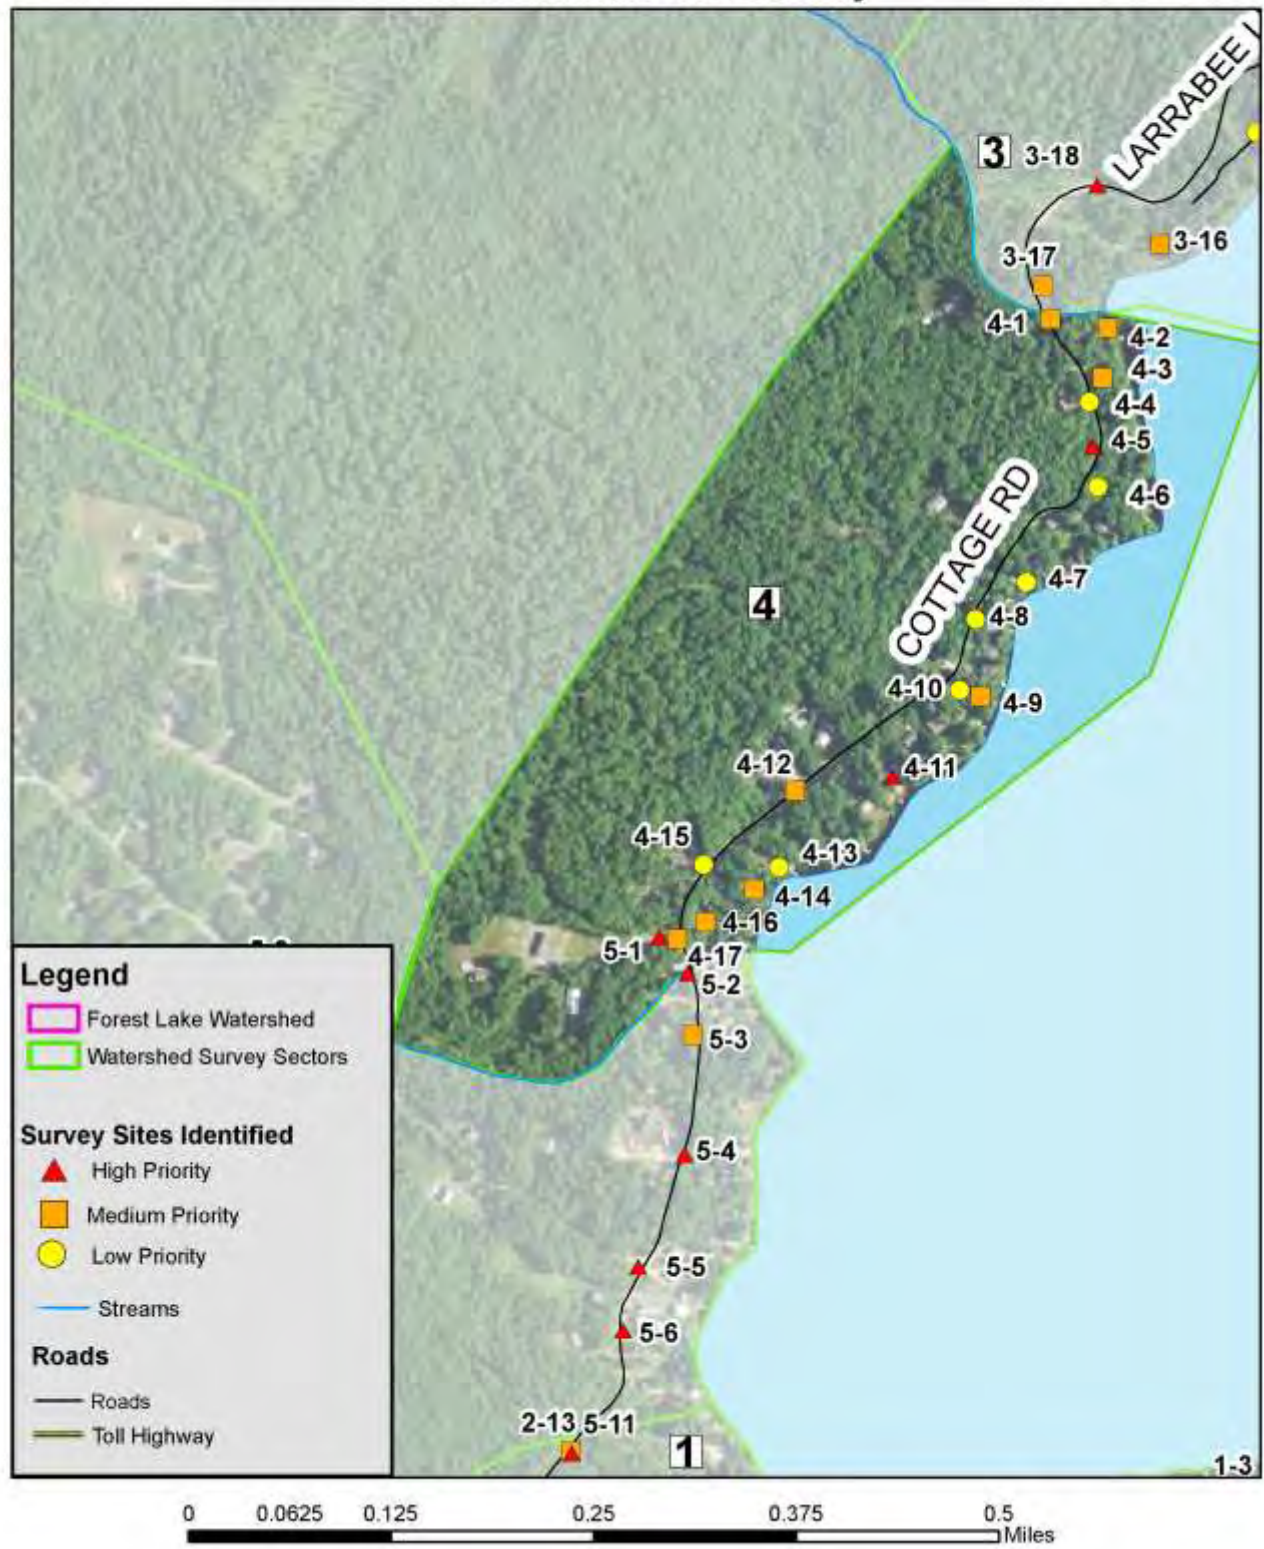 LARRABEE L
3
3-18
3-16
3-17
4-1
4-2
4-3
4-4
4-5
4-6
COTTAGE RD
4-7
4
4-8
4-10
4-9
4-12
4-11
4-15
4-13
4-14
4-16
5-1
4-17
5-2
5-3
5-4
5-5
5-6
2-13 5-11
1
1-3
Legend
Forest Lake Watershed
Watershed Survey Sectors
Survey Sites Identified
High Priority
Medium Priority
Low Priority
Streams
Roads
Roads
Toll Highway
0 0.0625 0.125 0.25 0.375 0.5
Miles